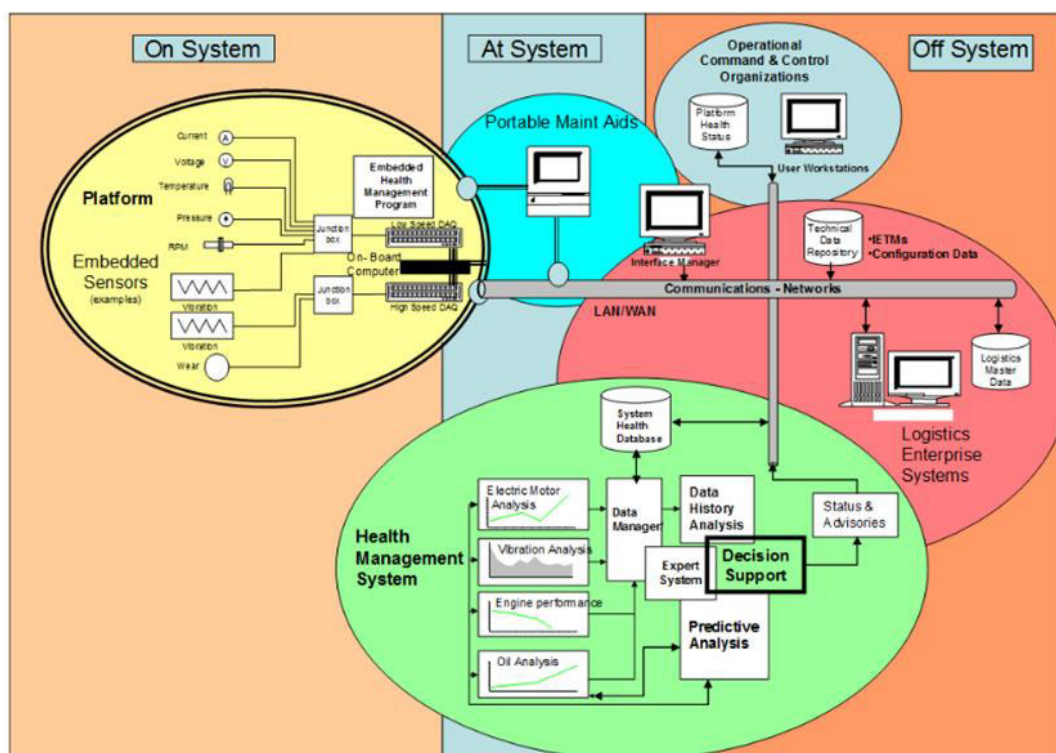 On System
At System
Off System
Operational
Command & Control
Organizations
Platform
Health
Status
User Workstations
Portable Maint Aids
Current
A
Voltage
V
Temperature
Pressure
RPM
Platform
Embedded
Sensors
(examples)
Vibration
Vibration
Wear
Junction
box
Junction
box
Embedded
Health
Management
Program
Low Speed DAQ
On-Board
Computer
High Speed DAQ
Interface Manager
Technical
Data
Repository
•IETMs
•Configuration Data
Communications - Networks
LAN/WAN
Logistics
Master
Data
Logistics
Enterprise
Systems
System
Health
Database
Health
Management
System
Electric Motor
Analysis
Vibration Analysis
Engine performance
Oil Analysis
Data
Manager
Data
History
Analysis
Expert
System
Decision
Support
Predictive
Analysis
Status &
Advisories